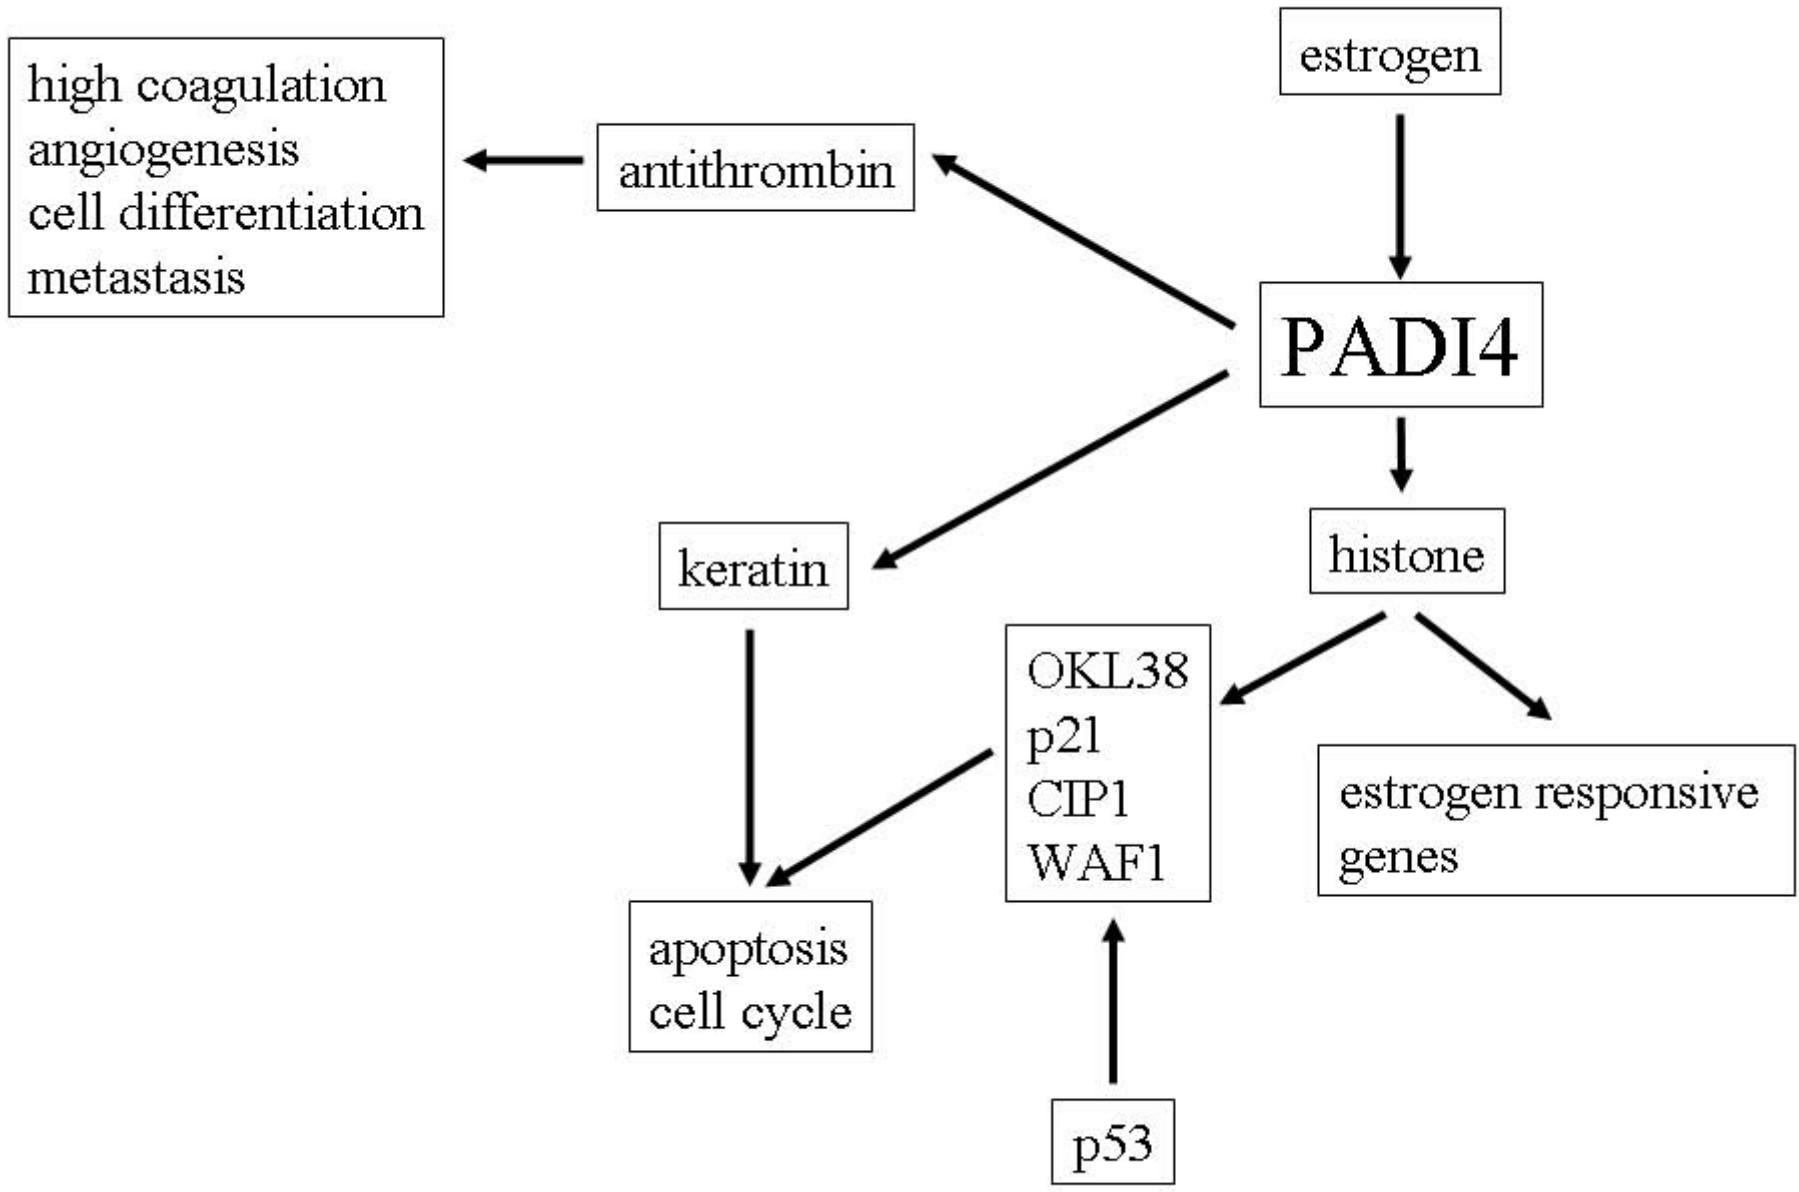 estrogen
high coagulation
angiogenesis
cell differentiation
metastasis
antithrombin
PADI4
keratin
histone
OKL38
p21
CIP1
WAF1
estrogen responsive
genes
apoptosis
cell cycle
p53